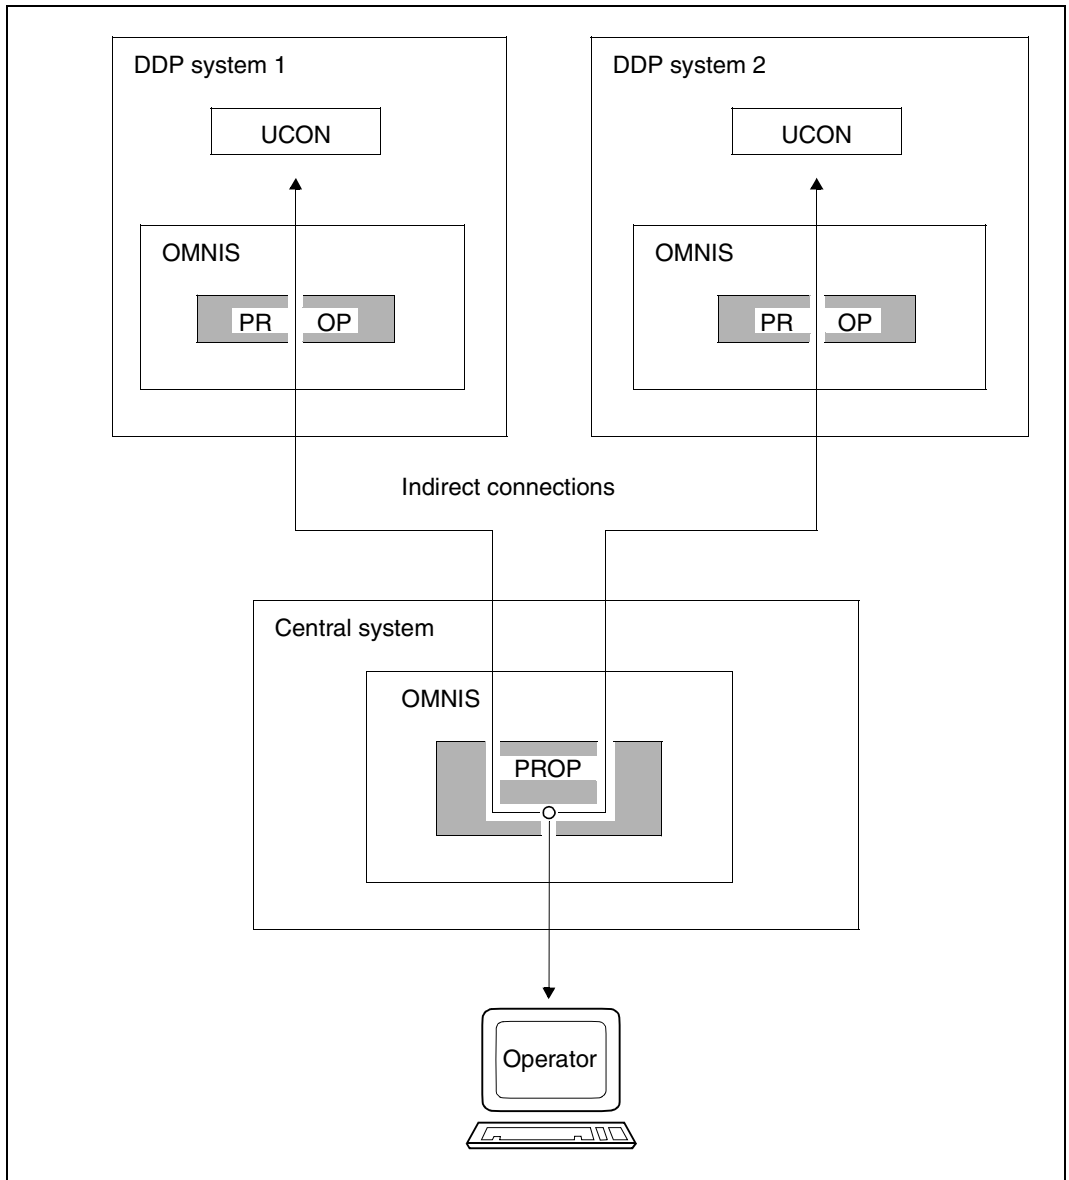 DDP system 1
UCON
OMNIS
PR OP
DDP system 2
UCON
OMNIS
PR OP
Indirect connections
Central system
OMNIS
PROP
Operator